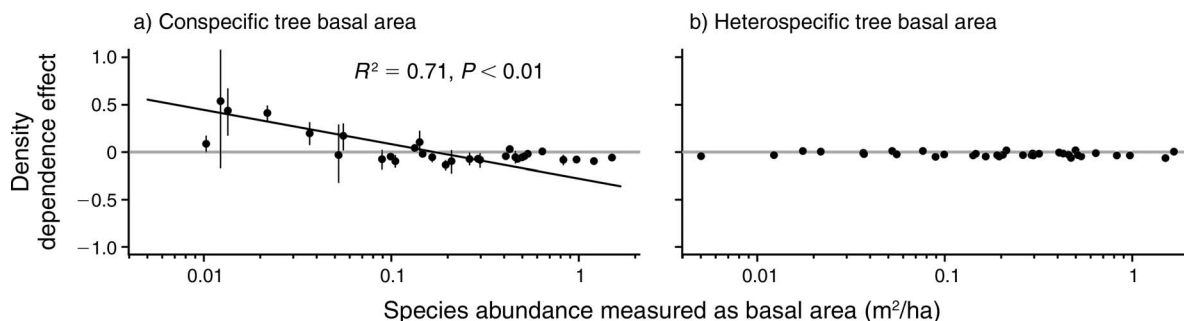 a) Conspecific tree basal area
b) Heterospecific tree basal area
Density
dependence effect
1.0
0.5
0
−0.5
−1.0
R² = 0.71, P < 0.01
0.01
0.1
1
0.01
0.1
1
Species abundance measured as basal area (m²/ha)